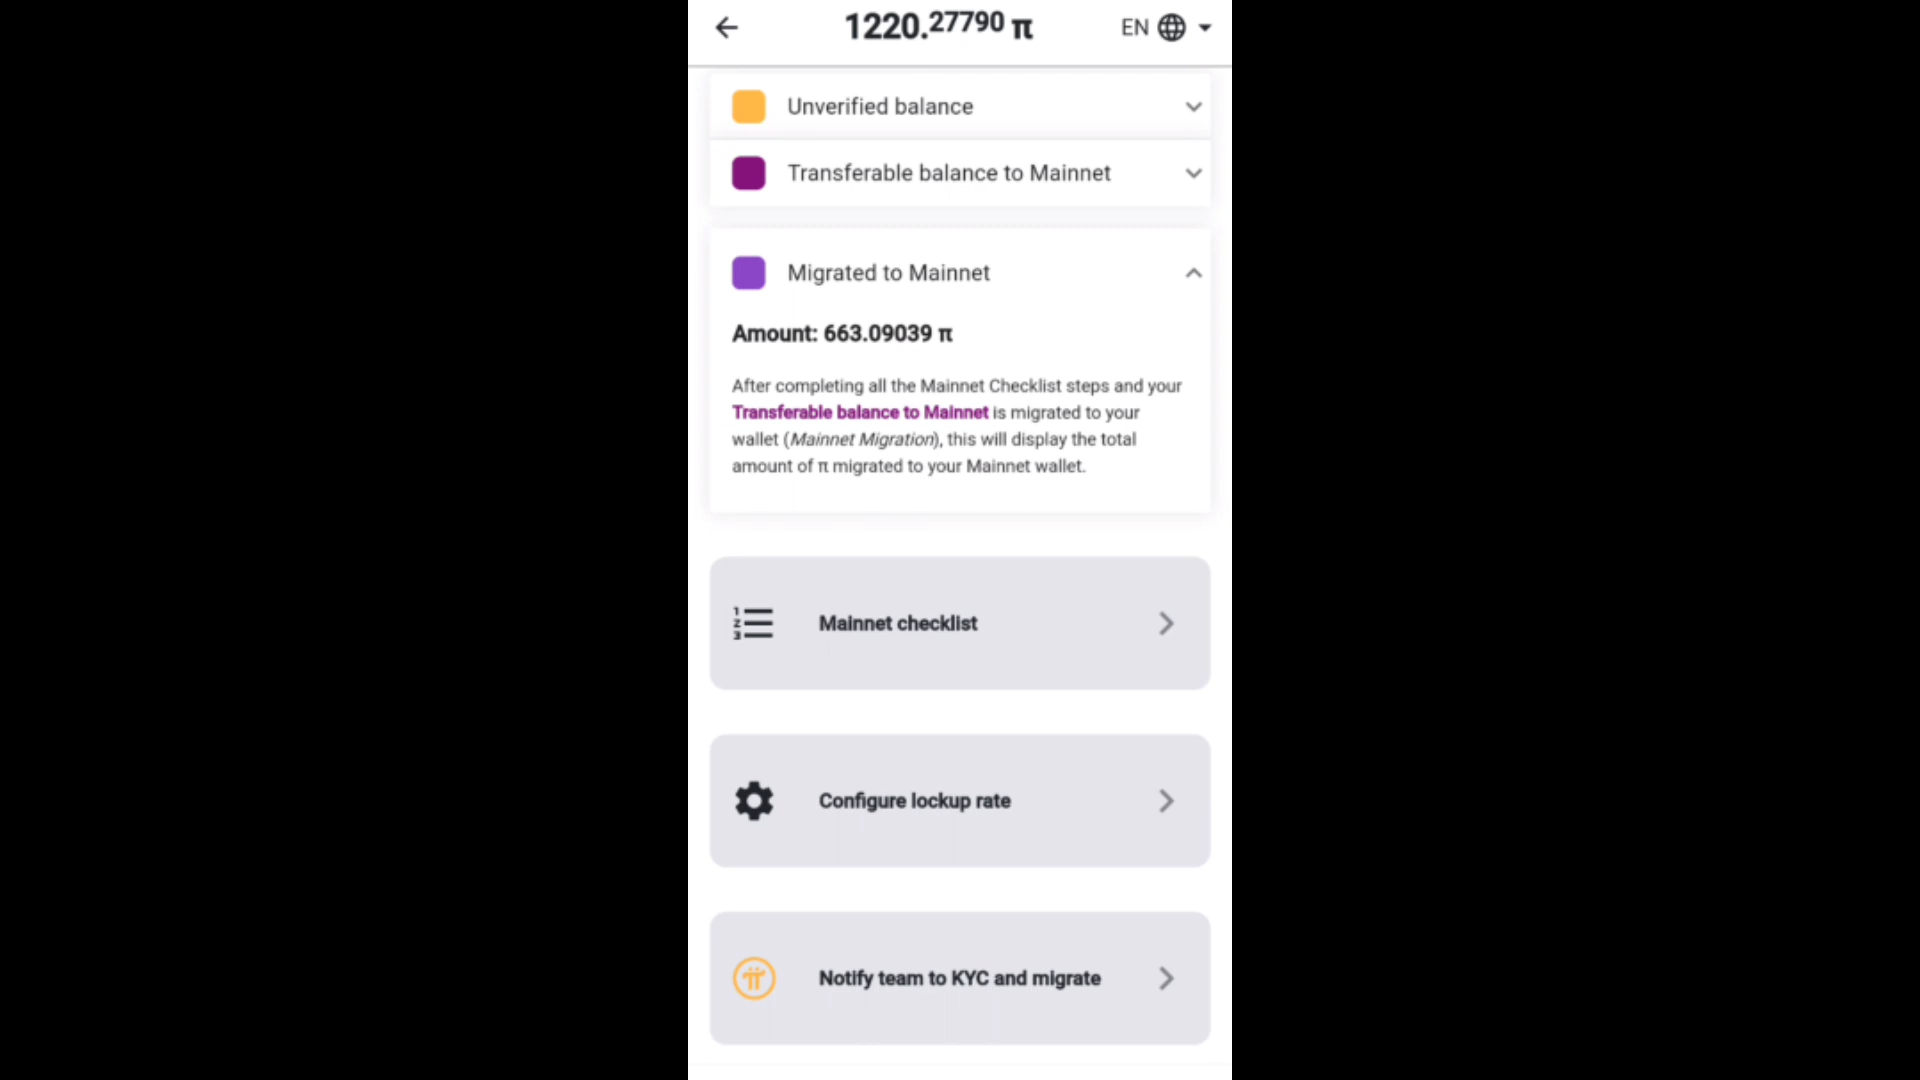 1220.27790 π
EN
Unverified balance
Transferable balance to Mainnet
Migrated to Mainnet
Amount: 663.09039 π
After completing all the Mainnet Checklist steps and your
Transferable balance to Mainnet is migrated to your
wallet (Mainnet Migration), this will display the total
amount of π migrated to your Mainnet wallet.
Mainnet checklist
Configure lockup rate
Notify team to KYC and migrate